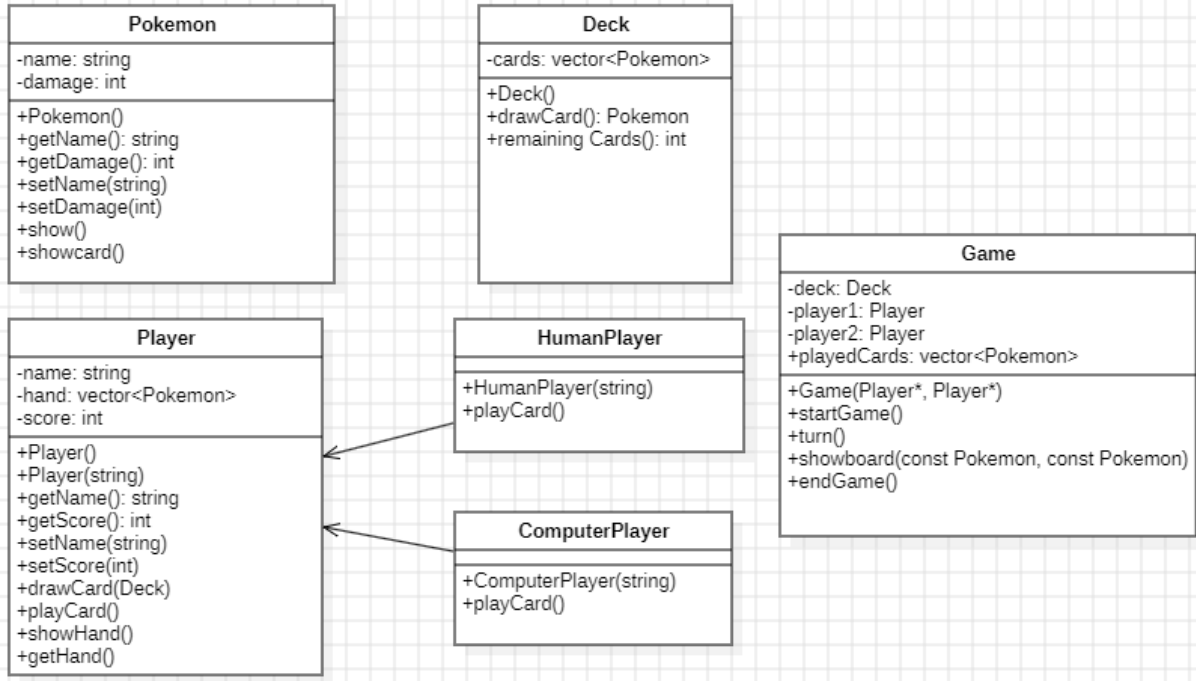 Pokemon
-name: string
-damage: int
+Pokemon()
+getName(): string
+getDamage(): int
+setName(string)
+setDamage(int)
+show()
+showcard()
Deck
-cards: vector<Pokemon>
+Deck()
+drawCard(): Pokemon
+remaining Cards(): int
Game
-deck: Deck
-player1: Player
-player2: Player
+playedCards: vector<Pokemon>
+Game(Player*, Player*)
+startGame()
+turn()
+showboard(const Pokemon, const Pokemon)
+endGame()
Player
-name: string
-hand: vector<Pokemon>
-score: int
+Player()
+Player(string)
+getName(): string
+getScore(): int
+setName(string)
+setScore(int)
+drawCard(Deck)
+playCard()
+showHand()
+getHand()
HumanPlayer
+HumanPlayer(string)
+playCard()
ComputerPlayer
+ComputerPlayer(string)
+playCard()